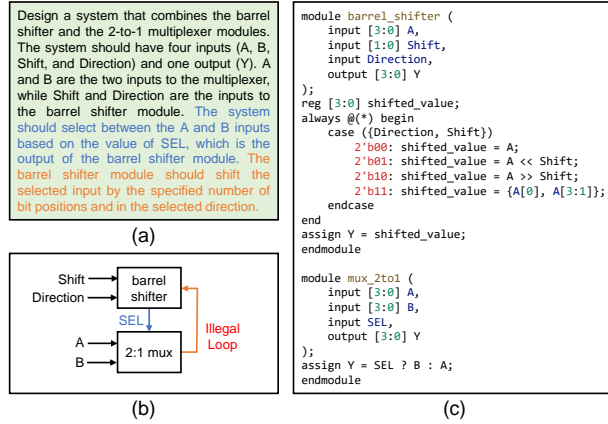 Design a system that combines the barrel
shifter and the 2-to-1 multiplexer modules.
The system should have four inputs (A, B,
Shift, and Direction) and one output (Y). A
and B are the two inputs to the multiplexer,
while Shift and Direction are the inputs to
the barrel shifter module. The system
should select between the A and B inputs
based on the value of SEL, which is the
output of the barrel shifter module. The
barrel shifter module should shift the
selected input by the specified number of
bit positions and in the selected direction.
(a)
Shift
Direction
barrel
shifter
SEL
Illegal
Loop
A
B
2:1 mux
(b)
module barrel_shifter (
    input [3:0] A,
    input [1:0] Shift,
    input Direction,
    output [3:0] Y
);
reg [3:0] shifted_value;
always @(*) begin
    case ({Direction, Shift})
        2'b00: shifted_value = A;
        2'b01: shifted_value = A << Shift;
        2'b10: shifted_value = A >> Shift;
        2'b11: shifted_value = {A[0], A[3:1]};
    endcase
end
assign Y = shifted_value;
endmodule
module mux_2to1 (
    input [3:0] A,
    input [3:0] B,
    input SEL,
    output [3:0] Y
);
assign Y = SEL ? B : A;
endmodule
(c)